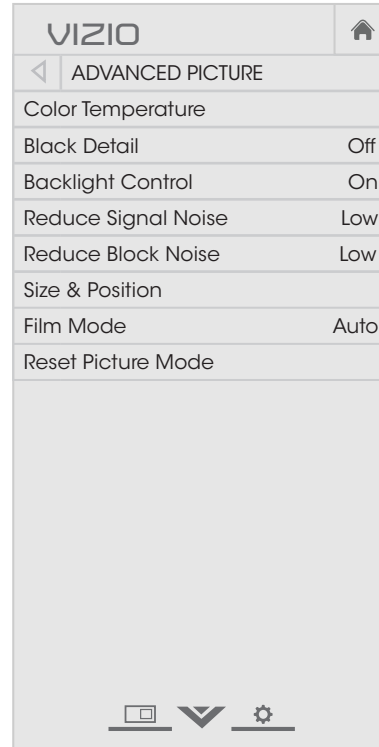 VIZIO
ADVANCED PICTURE
Color Temperature
Black Detail Off
Backlight Control On
Reduce Signal Noise Low
Reduce Block Noise Low
Size & Position
Film Mode Auto
Reset Picture Mode